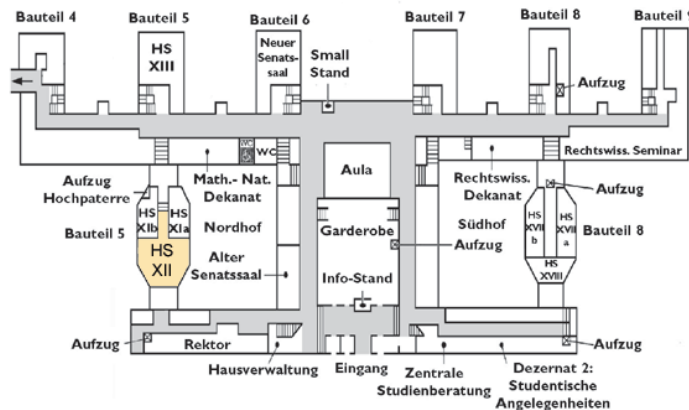 Bauteil 4
Bauteil 5
Bauteil 6
Bauteil 7
Bauteil 8
Bauteil 9
HS
XIII
Neuer
Senats-
saal
Small
Stand
Aufzug
WC
WC
Math.- Nat.
Dekanat
Aula
Rechtswiss.
Dekanat
Rechtswiss. Seminar
Aufzug
Hochpaterre
Aufzug
HS
XIb
HS
XIa
Bauteil 5
HS
XII
Nordhof
Alter
Senatssaal
Garderobe
Aufzug
Info-Stand
Südhof
HS
XVII
b
HS
XVII
a
Bauteil 8
HS
XVIII
Aufzug
Rektor
Hausverwaltung
Eingang
Zentrale
Studienberatung
Dezernat 2:
Studentische
Angelegenheiten
Aufzug